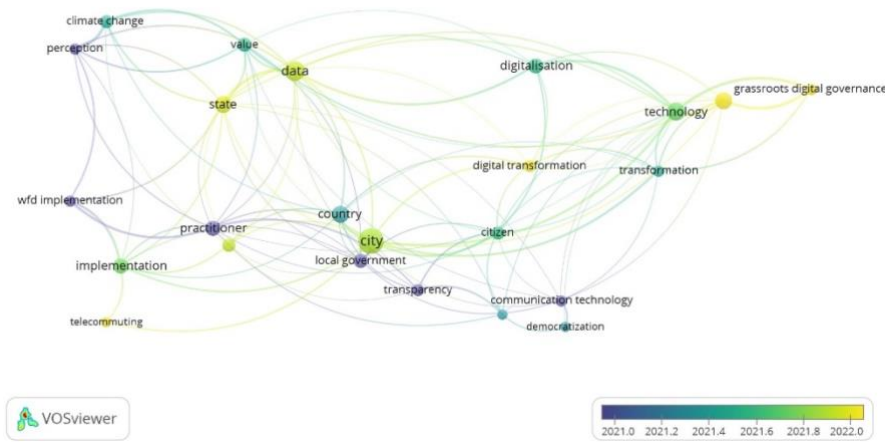 climate change
perception
value
data
state
digitalisation
grassroots digital governance
technology
digital transformation
transformation
wfd implementation
country
practitioner
city
citizen
local government
implementation
transparency
communication technology
telecommuting
democratization
VOSviewer
2021.0 2021.2 2021.4 2021.6 2021.8 2022.0